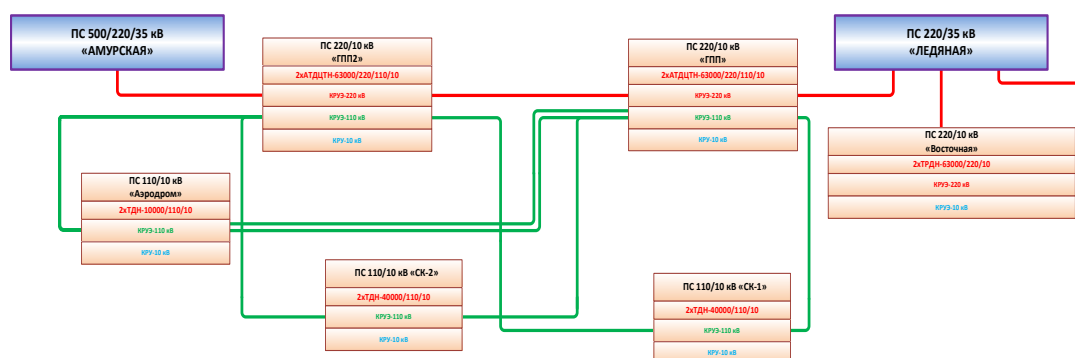 ПС 500/220/35 кВ
«АМУРСКАЯ»
ПС 220/10 кВ
«ГПП2»
2хАТДЦТН-63000/220/110/10
КРУЭ-220 кВ
КРУЭ-110 кВ
КРУ-10 кВ
ПС 220/10 кВ
«ГПП»
2хАТДЦТН-63000/220/110/10
КРУЭ-220 кВ
КРУЭ-110 кВ
КРУ-10 кВ
ПС 220/35 кВ
«ЛЕДЯНАЯ»
ПС 220/10 кВ
«Восточная»
2хТРДН-63000/220/10
КРУЭ-220 кВ
КРУЭ-10 кВ
ПС 110/10 кВ
«Аэродром»
2хТДН-10000/110/10
КРУЭ-110 кВ
КРУ-10 кВ
ПС 110/10 кВ «СК-2»
2хТДН-40000/110/10
КРУЭ-110 кВ
КРУ-10 кВ
ПС 110/10 кВ «СК-1»
2хТДН-40000/110/10
КРУЭ-110 кВ
КРУ-10 кВ